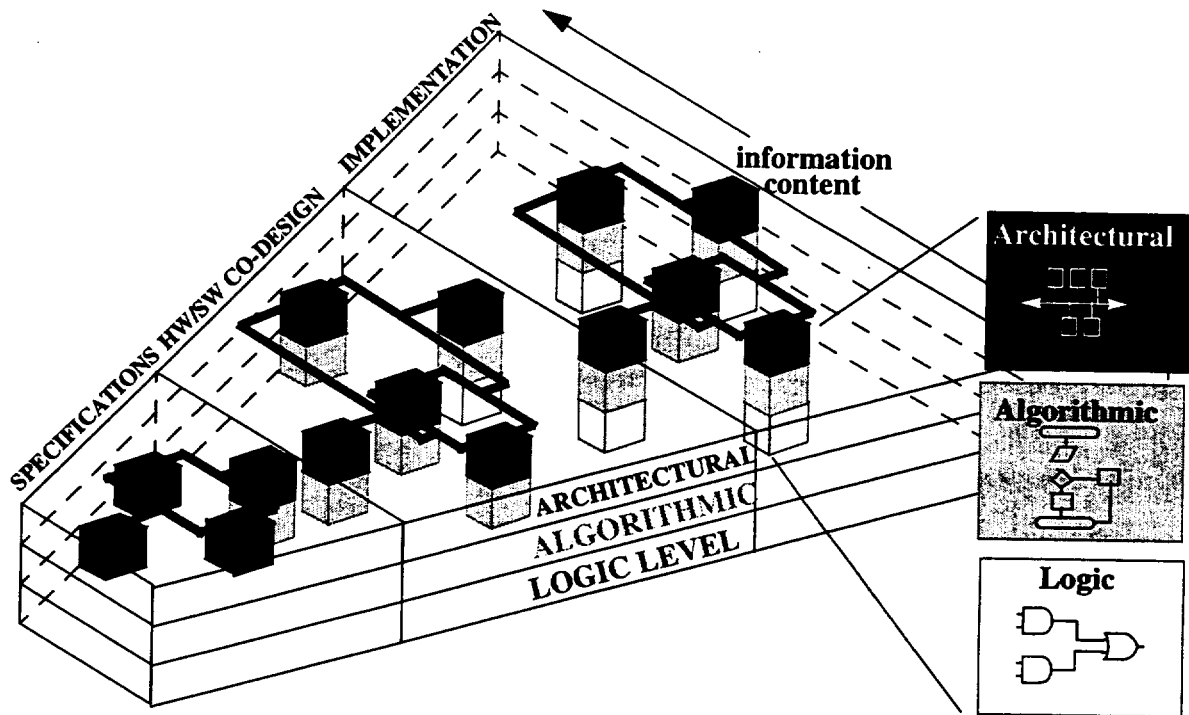 IMPLEMENTATION
SPECIFICATIONS HW/SW CO-DESIGN
information
content
Architectural
Algorithmic
ARCHITECTURAL
ALGORITHMIC
LOGIC LEVEL
Logic